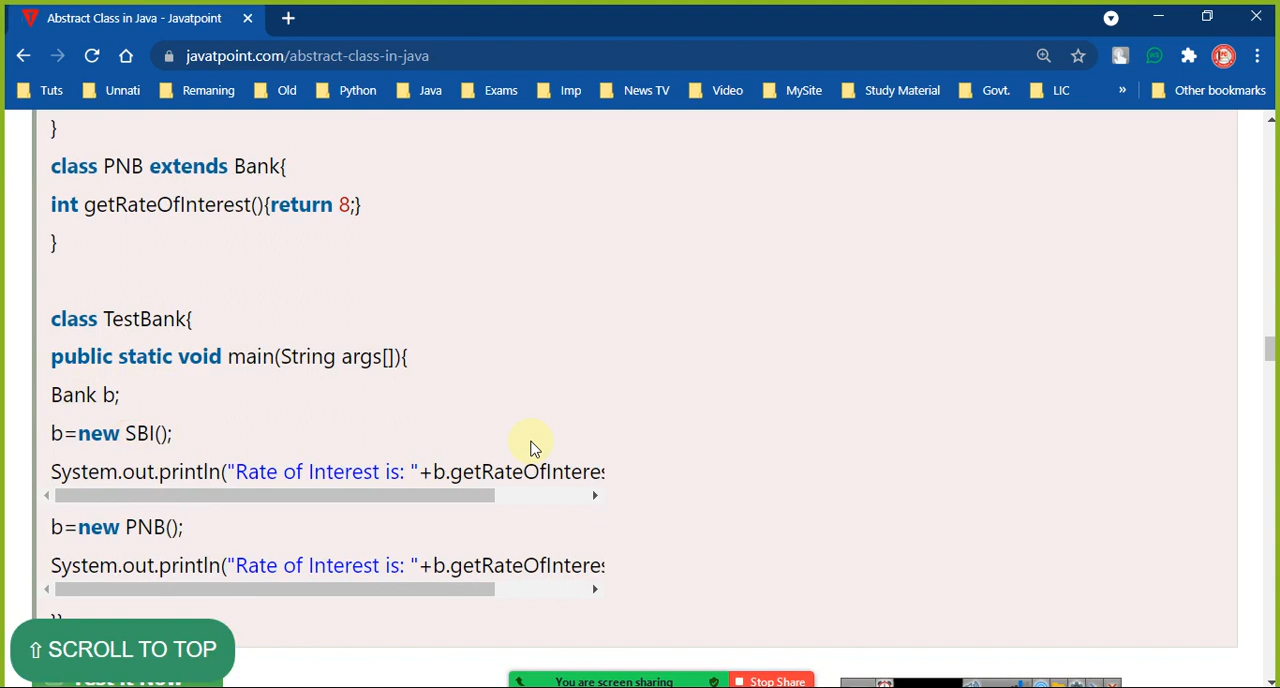 Abstract Class in Java - Javatpoint
javatpoint.com/abstract-class-in-java
Tuts Unnati Remaning Old Python Java Exams Imp News TV Video MySite Study Material Govt. LIC » Other bookmarks
}
class PNB extends Bank{
int getRateOfInterest(){return 8;}
}
class TestBank{
public static void main(String args[]){
Bank b;
b=new SBI();
System.out.println("Rate of Interest is: "+b.getRateOfInteres
b=new PNB();
System.out.println("Rate of Interest is: "+b.getRateOfInteres
}}
⇧ SCROLL TO TOP
You are screen sharing Stop Share